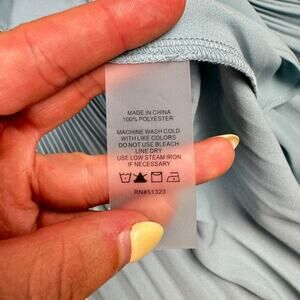 MADE IN CHINA
100% POLYESTER
MACHINE WASH COLD
WITH LIKE COLORS
DO NOT USE BLEACH
LINE DRY
USE LOW STEAM IRON
IF NECESSARY
RN#51323